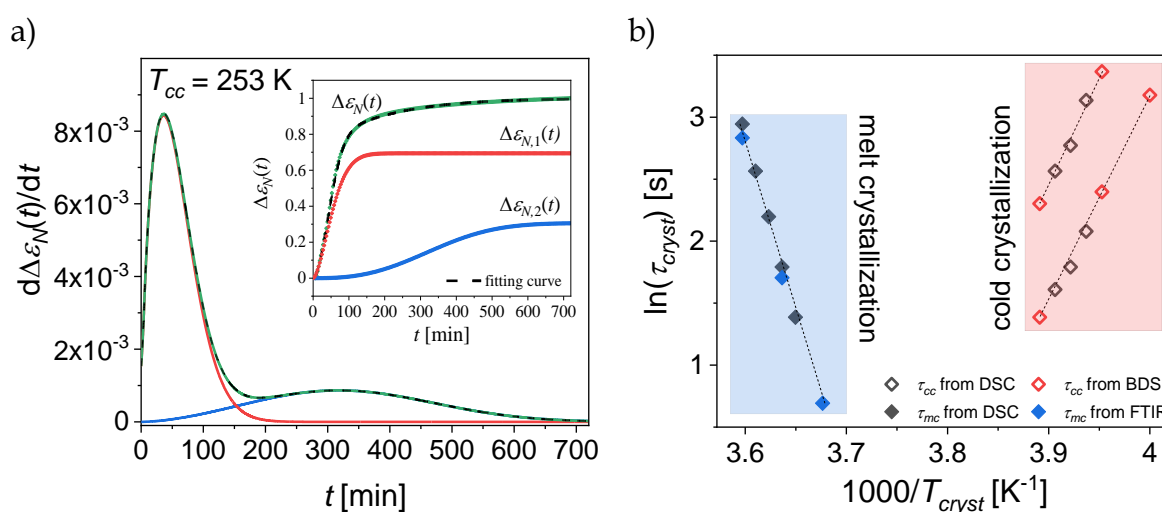 a)
T_cc = 253 K
dΔε_N(t)/dt
8x10⁻³
6x10⁻³
4x10⁻³
2x10⁻³
0
0 100 200 300 400 500 600 700
t [min]
Δε_N(t)
1
0.8
0.6
0.4
0.2
0
Δε_N(t)
Δε_N,1(t)
Δε_N,2(t)
fitting curve
0 100 200 300 400 500 600 700
t [min]
b)
ln(τ_cryst) [s]
3
2
1
melt crystallization
cold crystallization
τ_cc from DSC
τ_cc from BDS
τ_mc from DSC
τ_mc from FTIR
3.6 3.7 3.8 3.9 4
1000/T_cryst [K⁻¹]